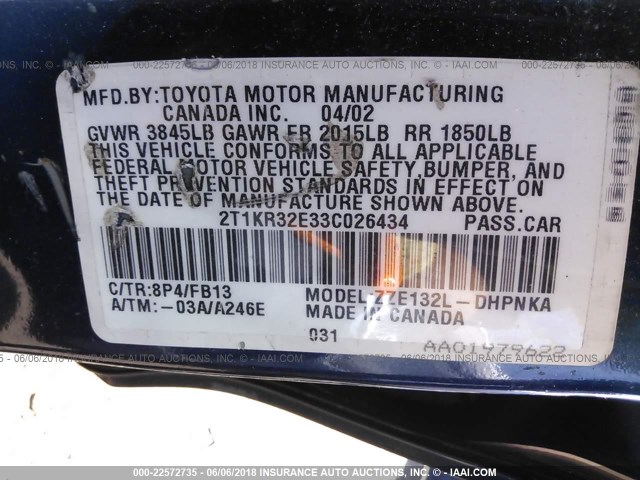 000-22572735 - 06/06/2018 INSURANCE AUTO AUCTIONS - © IAAI.COM
MFD.BY:TOYOTA MOTOR MANUFACTURING
CANADA INC. 04/02
GVWR 3845LB GAWR FR 2015LB RR 1850LB
THIS VEHICLE CONFORMS TO ALL APPLICABLE
FEDERAL MOTOR VEHICLE SAFETY,BUMPER, AND
THEFT PREVENTION STANDARDS IN EFFECT ON
THE DATE OF MANUFACTURE SHOWN ABOVE.
2T1KR32E33C026434 PASS.CAR
C/TR:8P4/FB13 MODEL:ZZE132L-DHPNKA
A/TM:-03A/A246E MADE IN CANADA
031
000-22572735 - 06/06/2018 INSURANCE AUTO AUCTIONS - © IAAI.COM